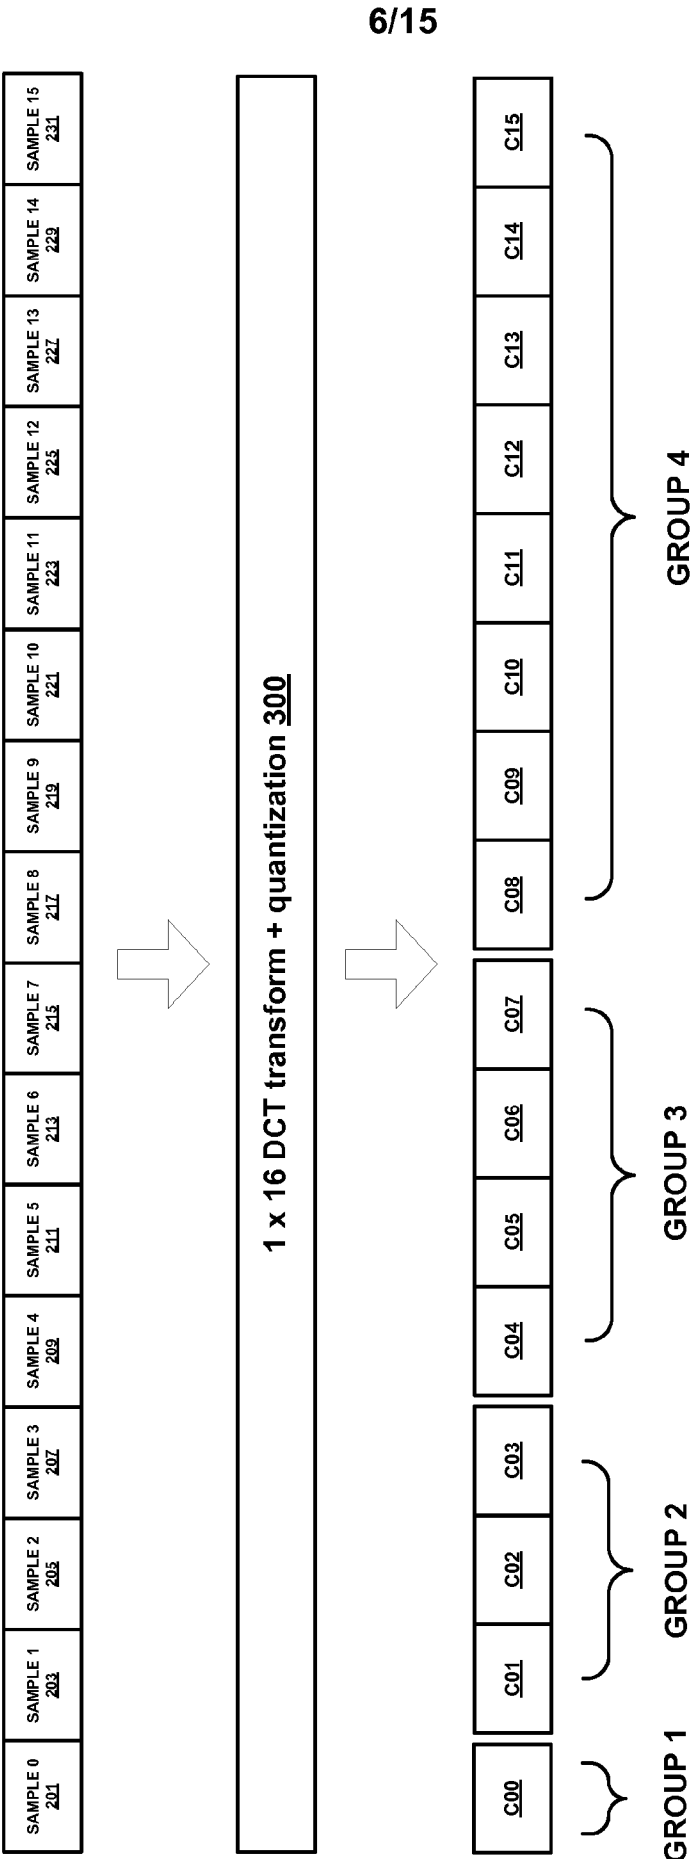 6/15
SAMPLE 0
201
SAMPLE 1
203
SAMPLE 2
205
SAMPLE 3
207
SAMPLE 4
209
SAMPLE 5
211
SAMPLE 6
213
SAMPLE 7
215
SAMPLE 8
217
SAMPLE 9
219
SAMPLE 10
221
SAMPLE 11
223
SAMPLE 12
225
SAMPLE 13
227
SAMPLE 14
229
SAMPLE 15
231
1 x 16 DCT transform + quantization 300
C00
C01
C02
C03
C04
C05
C06
C07
C08
C09
C10
C11
C12
C13
C14
C15
GROUP 1
GROUP 2
GROUP 3
GROUP 4